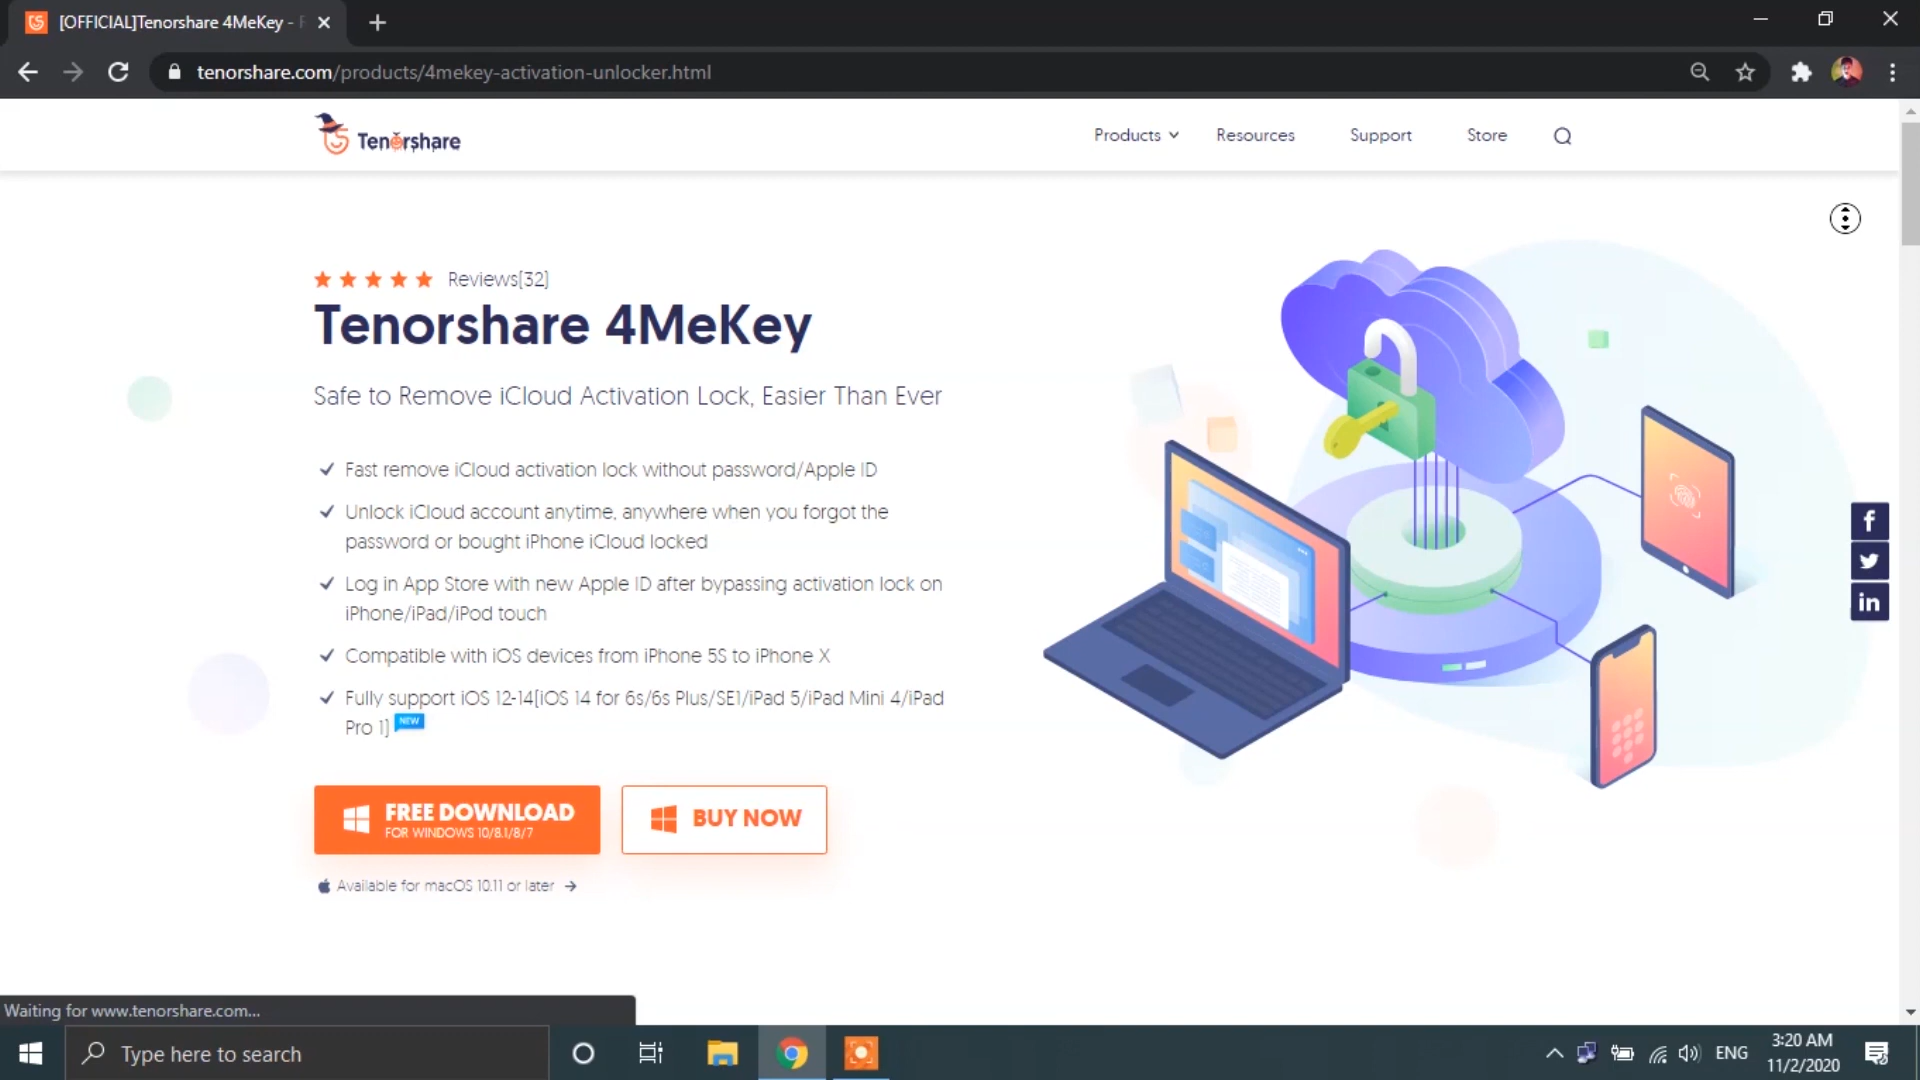 [OFFICIAL]Tenorshare 4MeKey -
tenorshare.com/products/4mekey-activation-unlocker.html
Tenorshare
Products
Resources
Support
Store
Reviews[32]
Tenorshare 4MeKey
Safe to Remove iCloud Activation Lock, Easier Than Ever
Fast remove iCloud activation lock without password/Apple ID
Unlock iCloud account anytime, anywhere when you forgot the
password or bought iPhone iCloud locked
Log in App Store with new Apple ID after bypassing activation lock on
iPhone/iPad/iPod touch
Compatible with iOS devices from iPhone 5S to iPhone X
Fully support iOS 12-14[iOS 14 for 6s/6s Plus/SE1/iPad 5/iPad Mini 4/iPad
Pro 1] NEW
FREE DOWNLOAD
FOR WINDOWS 10/8.1/8/7
BUY NOW
Available for macOS 10.11 or later
f
in
Waiting for www.tenorshare.com...
Type here to search
ENG
3:20 AM
11/2/2020